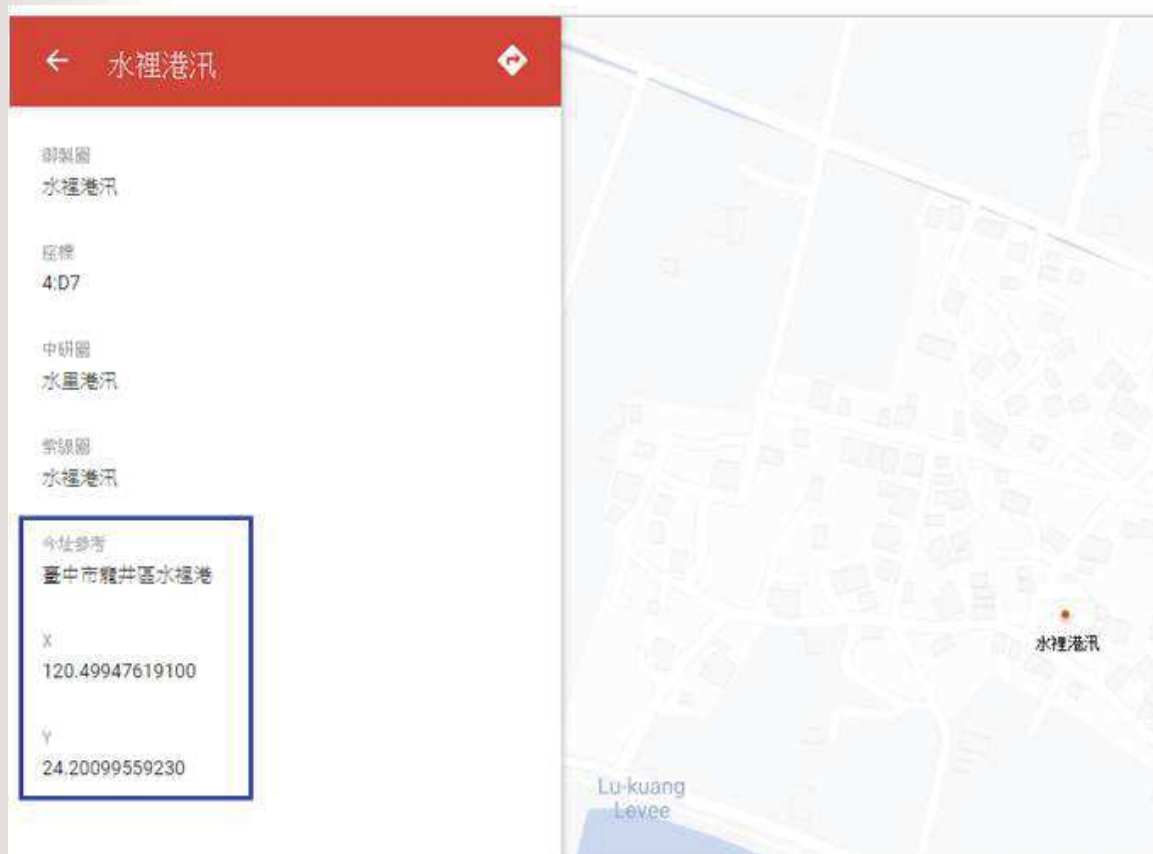 水裡港汛
御製圖
水裡港汛
座標
4:D7
中研圖
水里港汛
紫線圖
水裡港汛
今址參考
臺中市龍井區水裡港
X
120.49947619100
Y
24.20099559230
水裡港汛
Lu-kuang
Levee